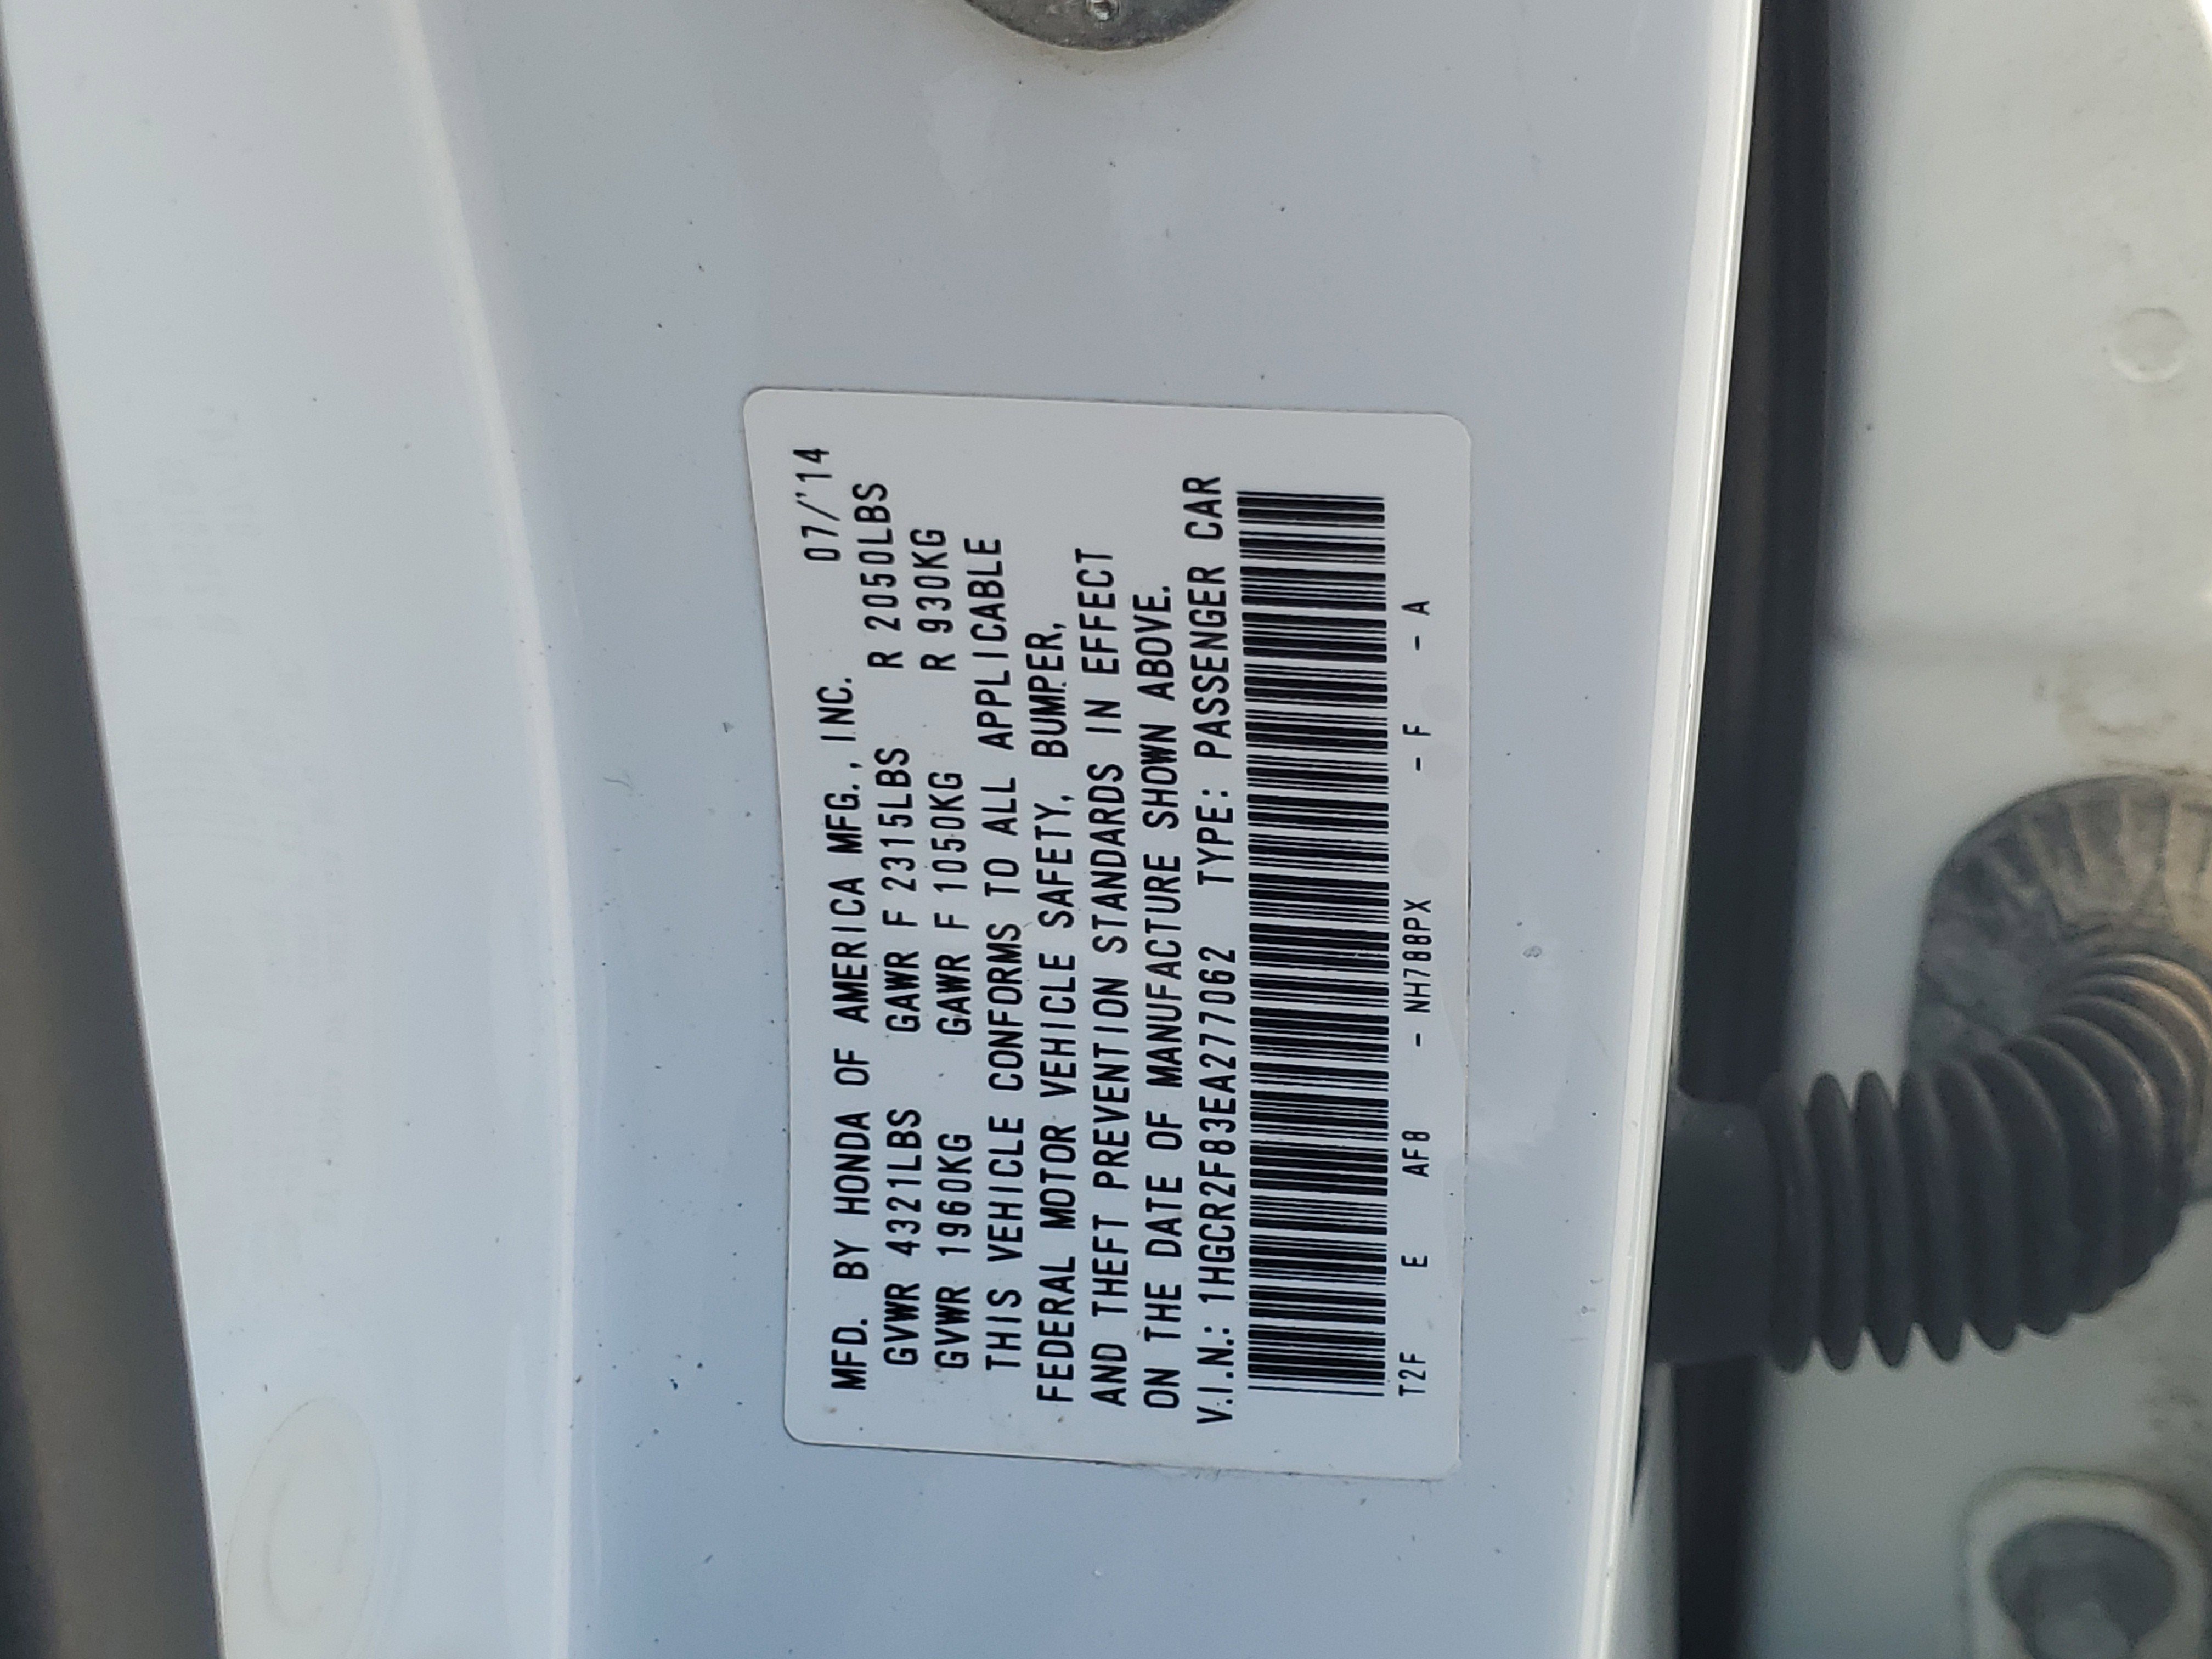 MFD. BY HONDA OF AMERICA MFG., INC. 07/'14
GVWR 4321LBS GAWR F 2315LBS R 2050LBS
GVWR 1960KG GAWR F 1050KG R 930KG
THIS VEHICLE CONFORMS TO ALL APPLICABLE
FEDERAL MOTOR VEHICLE SAFETY, BUMPER,
AND THEFT PREVENTION STANDARDS IN EFFECT
ON THE DATE OF MANUFACTURE SHOWN ABOVE.
V.I.N.: 1HGCR2F83EA277062 TYPE: PASSENGER CAR
T2F E AF8 - NH788PX - F - A